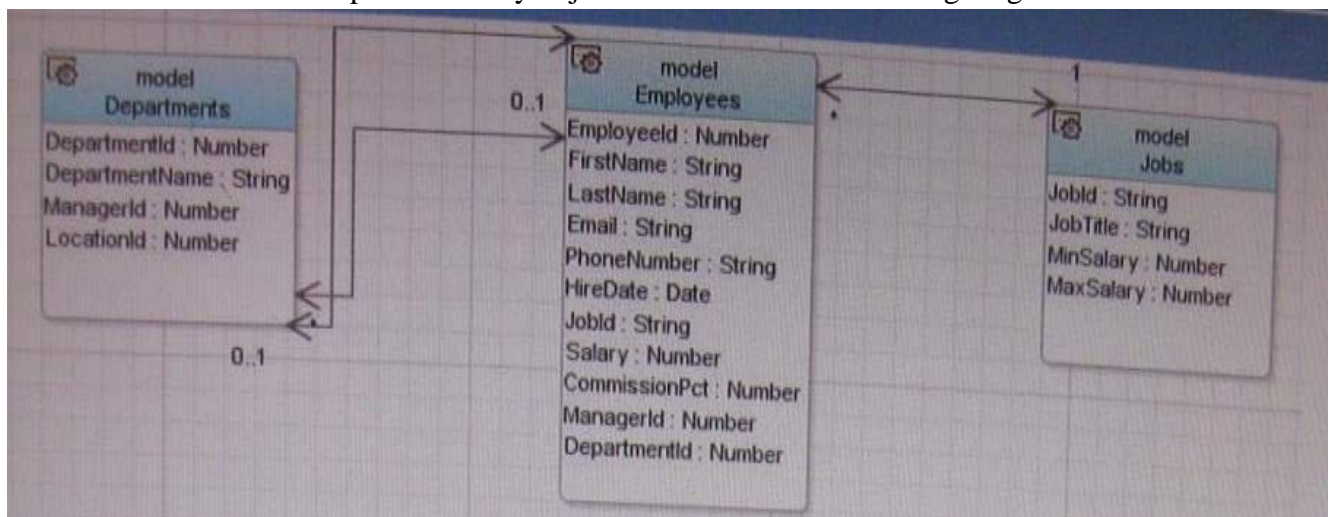 model
Departments
DepartmentId : Number
DepartmentName : String
ManagerId : Number
LocationId : Number
0..1
*
0..1
model
Employees
EmployeeId : Number
FirstName : String
LastName : String
Email : String
PhoneNumber : String
HireDate : Date
JobId : String
Salary : Number
CommissionPct : Number
ManagerId : Number
DepartmentId : Number
*
1
model
Jobs
JobId : String
JobTitle : String
MinSalary : Number
MaxSalary : Number